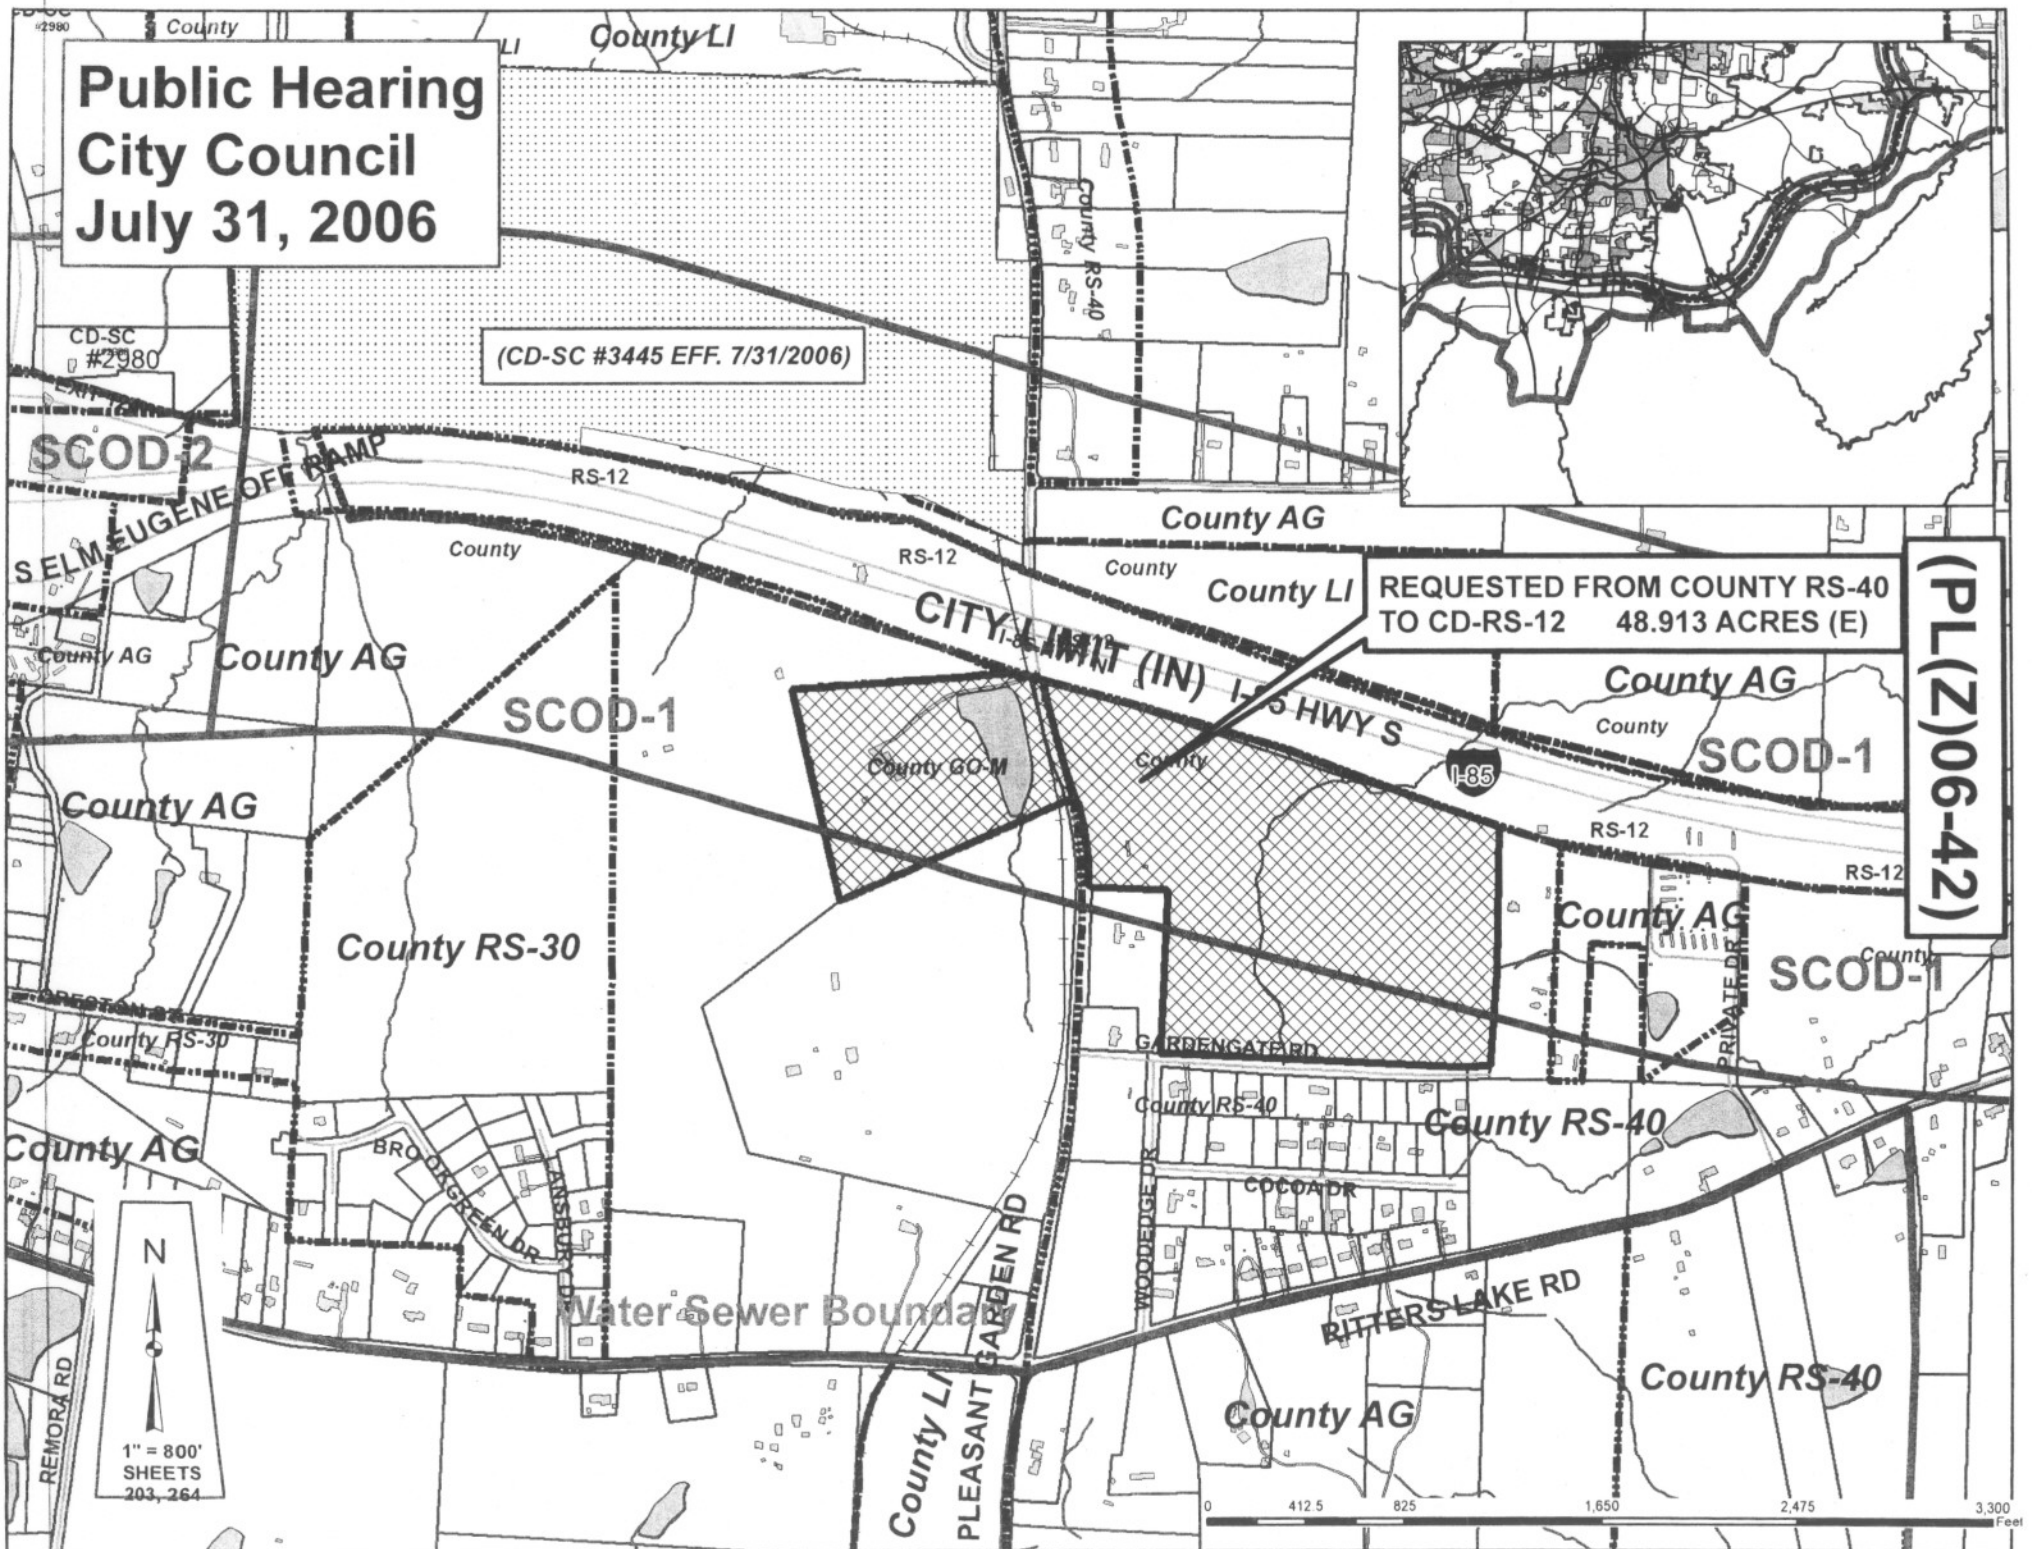 #2980
County
LI
County LI
Public Hearing
City Council
July 31, 2006
County RS-40
(CD-SC #3445 EFF. 7/31/2006)
CD-SC
#2980
SCOD-2
S ELM-EUGENE OFF RAMP
RS-12
County AG
County
RS-12
County
County LI
REQUESTED FROM COUNTY RS-40
TO CD-RS-12 48.913 ACRES (E)
(PL(Z)06-42)
CITY LIMIT (IN)
I-85 HWY S
County AG
County AG
SCOD-1
County AG
County
SCOD-1
County GO-M
County
I-85
County AG
RS-12
RS-12
County AG
County RS-30
County
SCOD-1
PRIVATE DR
County RS-30
GARDENGATE RD
County RS-40
County RS-40
County AG
BROOKGREEN DR
WOODEDGE DR
COCOA DR
N
1" = 800'
SHEETS
203, 264
REMORA RD
Water Sewer Boundary
PLEASANT GARDEN RD
RITTERS LAKE RD
County LI
County AG
County RS-40
0 412.5 825 1,650 2,475 3,300
Feet